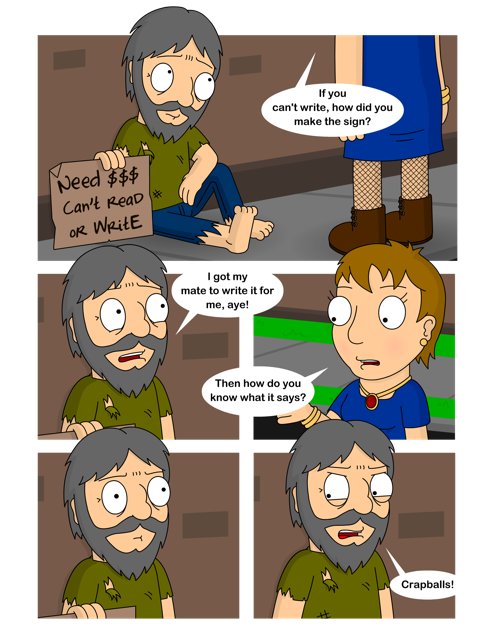 If you
can't write, how did you
make the sign?
Need $$$
Can't ReaD
oR WRitE
I got my
mate to write it for
me, aye!
Then how do you
know what it says?
Crapballs!